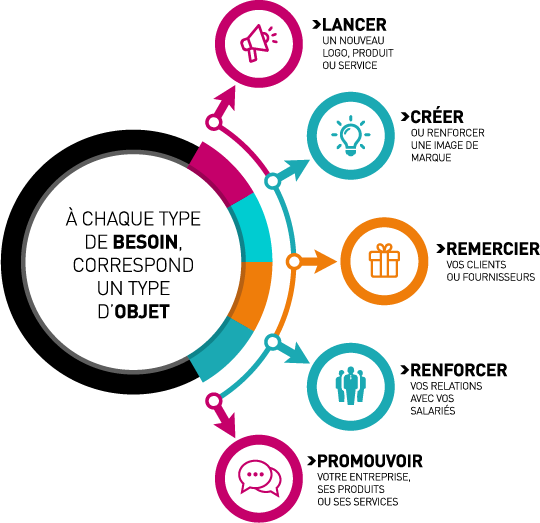 À CHAQUE TYPE
DE BESOIN,
CORRESPOND
UN TYPE
D'OBJET
>LANCER
UN NOUVEAU
LOGO, PRODUIT
OU SERVICE
>CRÉER
OU RENFORCER
UNE IMAGE DE
MARQUE
>REMERCIER
VOS CLIENTS
OU FOURNISSEURS
>RENFORCER
VOS RELATIONS
AVEC VOS
SALARIÉS
>PROMOUVOIR
VOTRE ENTREPRISE,
SES PRODUITS
OU SES SERVICES